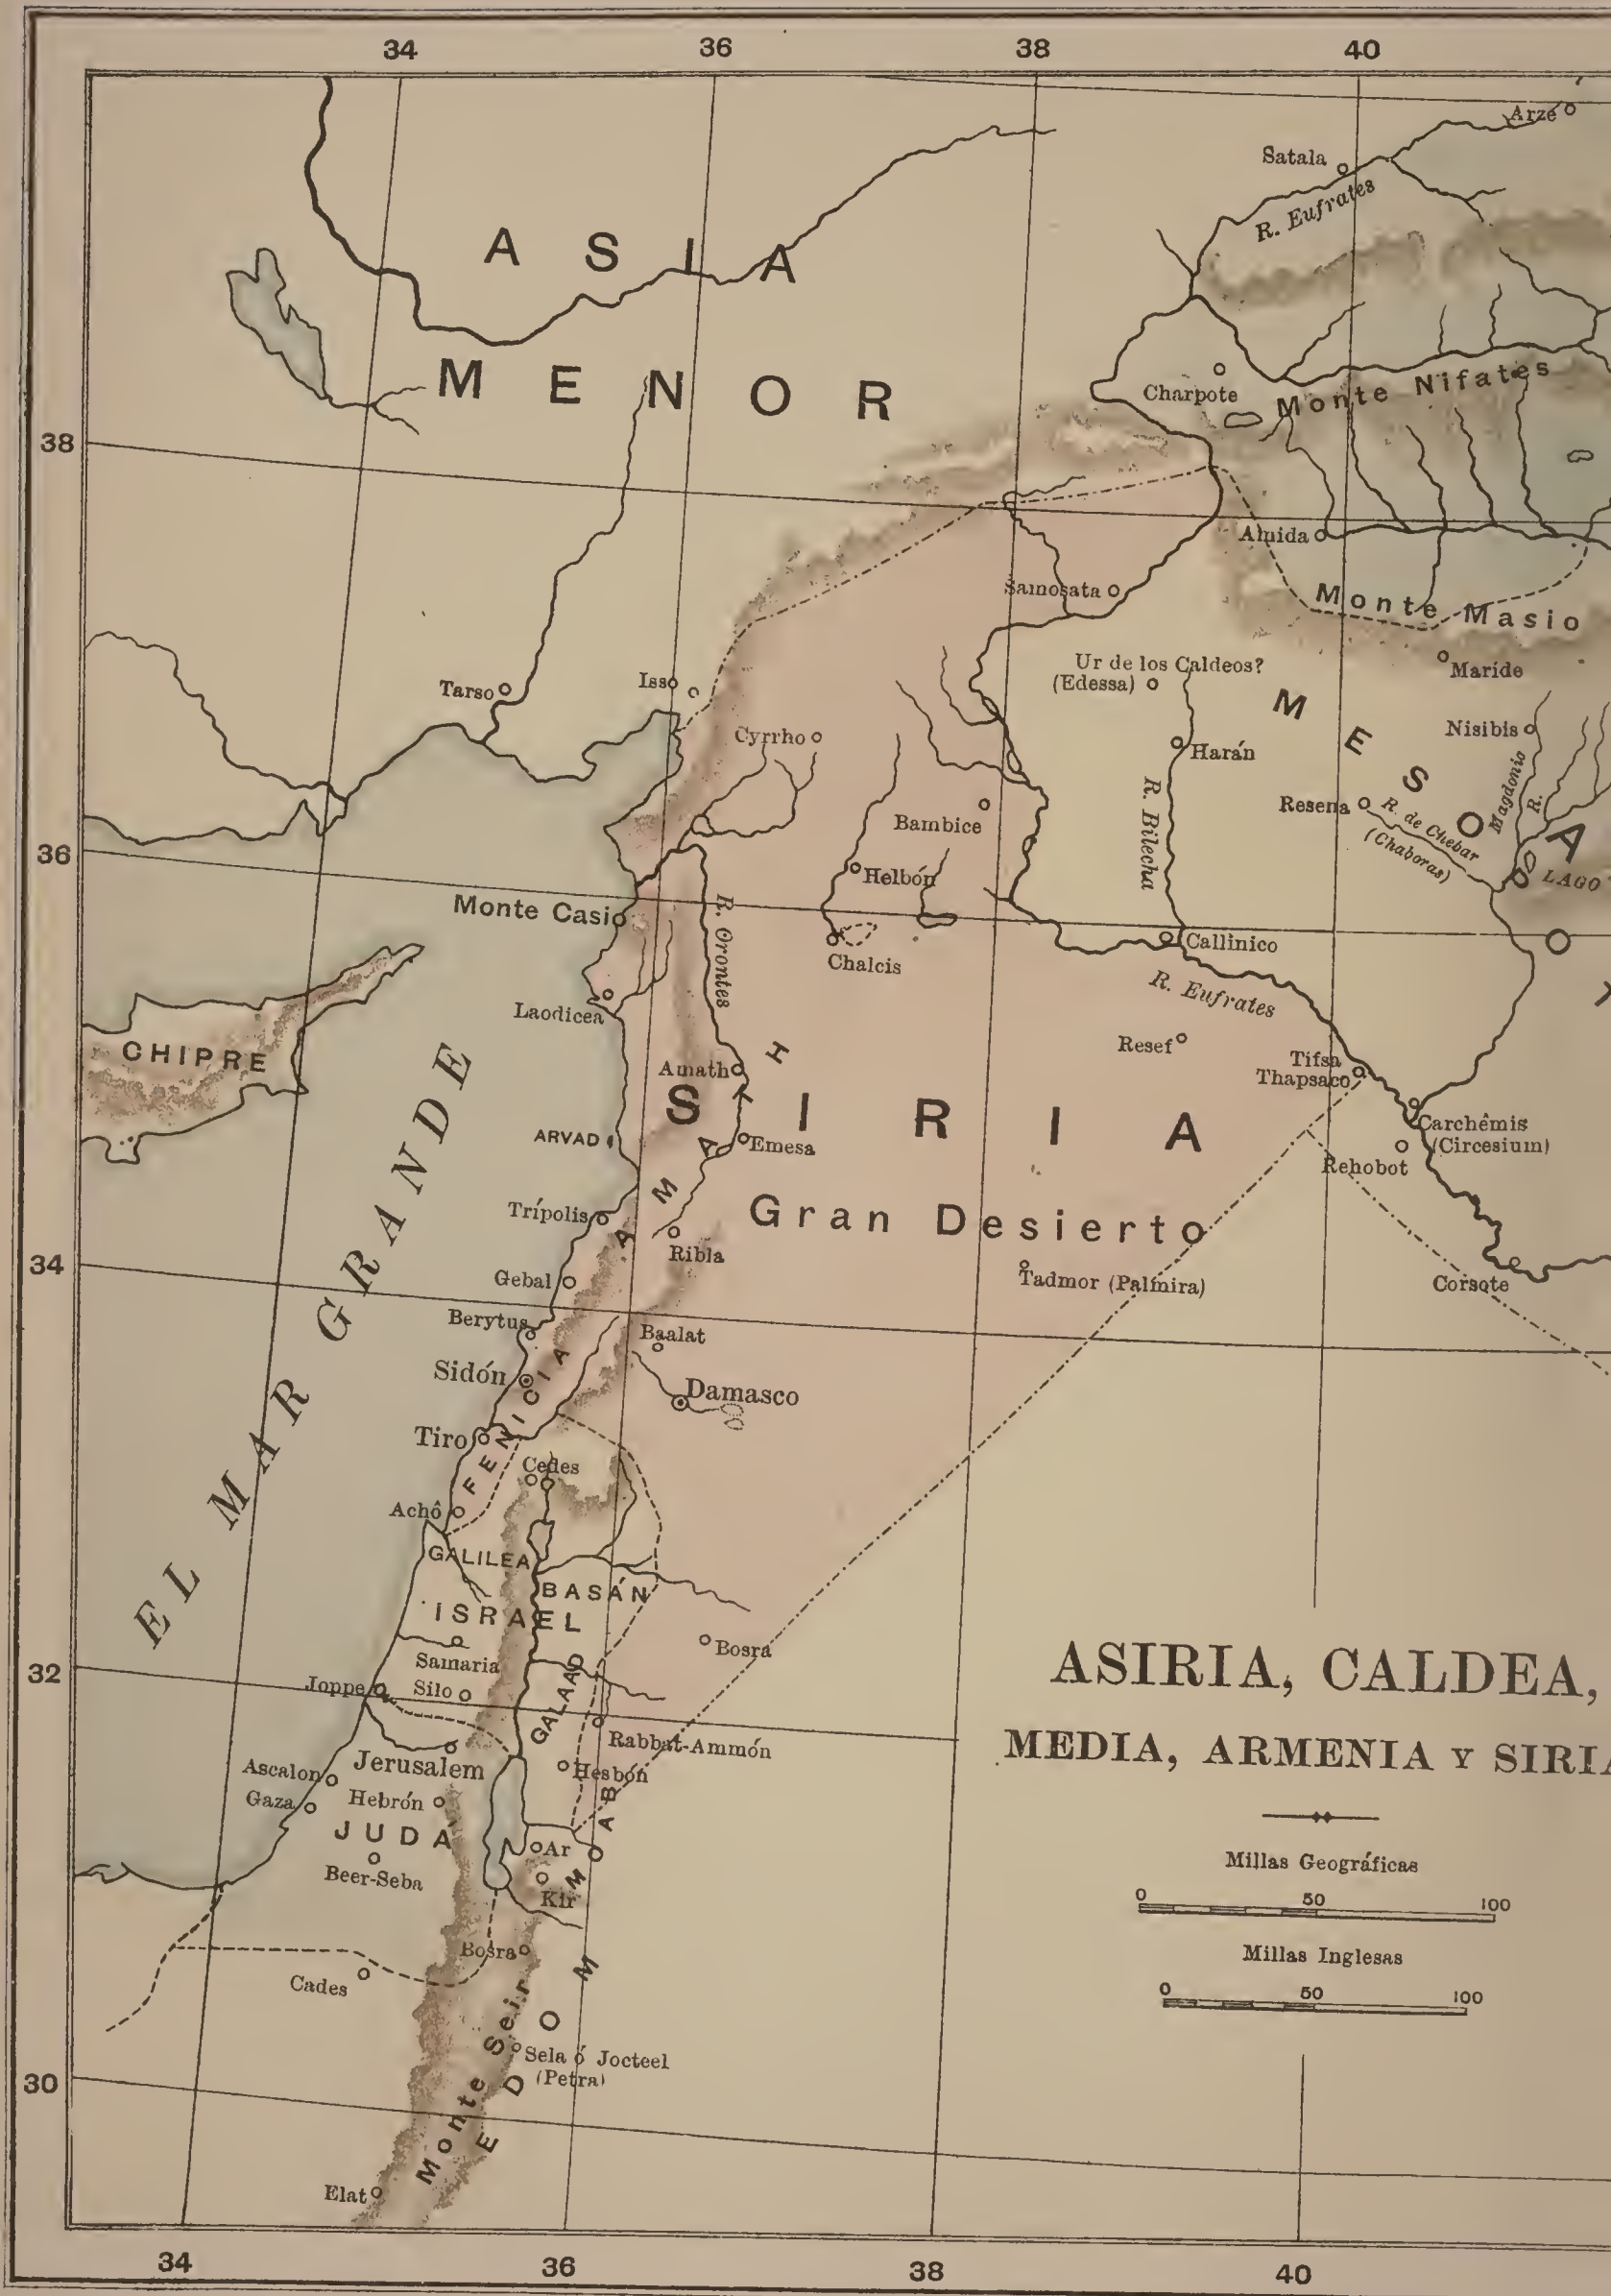 34 36 38 40
Arze
Satala
R. Eufrates
ASIA
MENOR
Charpote
Monte Nifates
38
Amida
Samosata
Monte Masio
Ur de los Caldeos?
(Edessa)
Maride
Tarso
Isso
Cyrrho
Harán
Nisibis
R. Magdonio
R. Bilecha
Resena
R. de Chebar
(Chaboras)
MESOPO
A
LAGO
Bambice
36
Helbón
Monte Casio
R. Orontes
Chalcis
Callinico
R. Eufrates
Laodicea
CHIPRE
Resef
Tifsa
Thapsaco
Amath
AMATH
SIRIA
ARVAD
Emesa
Carchêmis
(Circesium)
Rehobot
Trípolis
Gran Desierto
Ribla
Tadmor (Palmira)
Corsote
34
Gebal
Berytus
Baalat
Sidón
Damasco
EL MAR GRANDE
FENICIA
Tiro
Cedes
Achô
GALILEA
BASÁN
ISRAEL
Samaria
Bosra
32
Joppe
Silo
GALAAD
Rabbat-Ammón
Jerusalem
Ascalon
Hesbón
Gaza
Hebrón
JUDÁ
MOAB
Beer-Seba
Ar
Kir
Bosra
Cades
Monte Seir
EDOM
Sela ó Jocteel
(Petra)
30
Elat
ASIRIA, CALDEA,
MEDIA, ARMENIA Y SIRIA
Millas Geográficas
0 50 100
Millas Inglesas
0 50 100
34 36 38 40